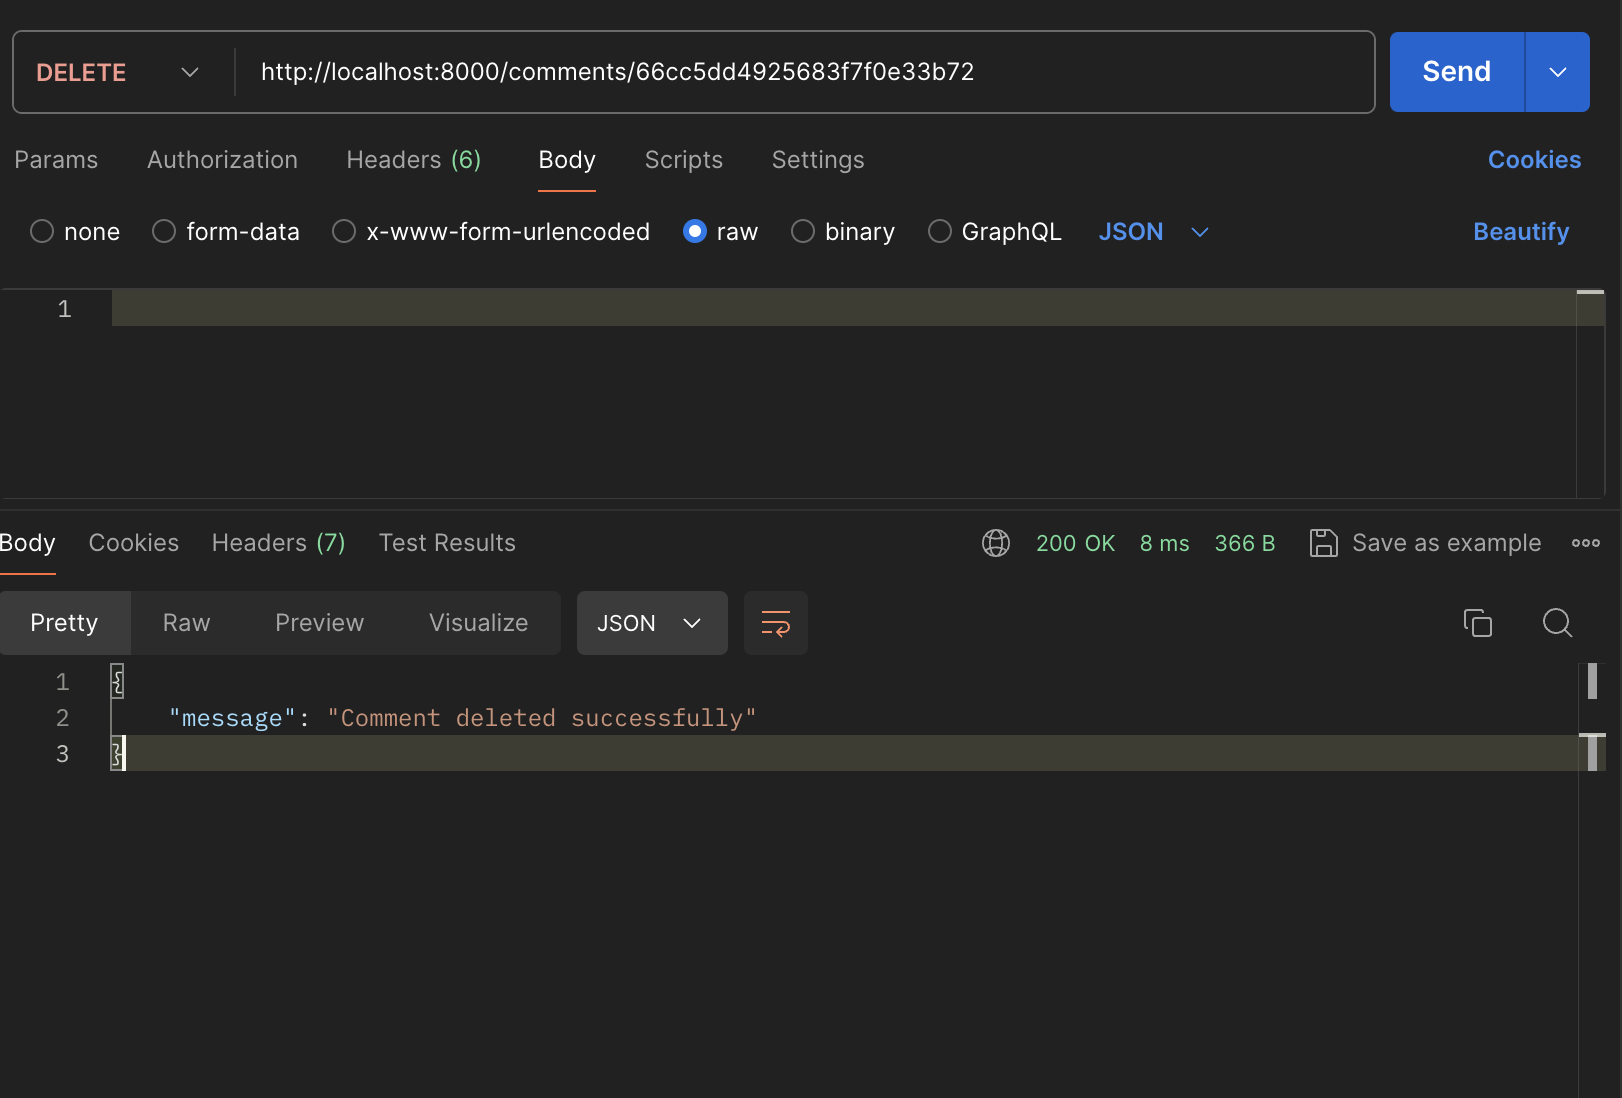 DELETE http://localhost:8000/comments/66cc5dd4925683f7f0e33b72 Send
Params Authorization Headers (6) Body Scripts Settings Cookies
none form-data x-www-form-urlencoded raw binary GraphQL JSON Beautify
1
Body Cookies Headers (7) Test Results 200 OK 8 ms 366 B Save as example
Pretty Raw Preview Visualize JSON
1 {
2 "message": "Comment deleted successfully"
3 }